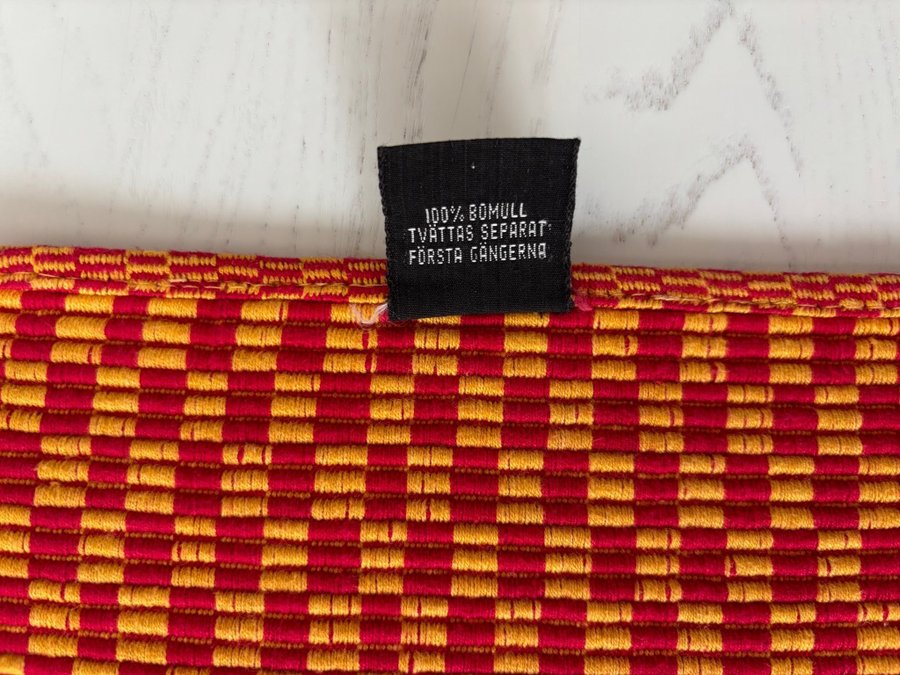 100% BOMULL
TVÄTTAS SEPARAT
FÖRSTA GÅNGERNA